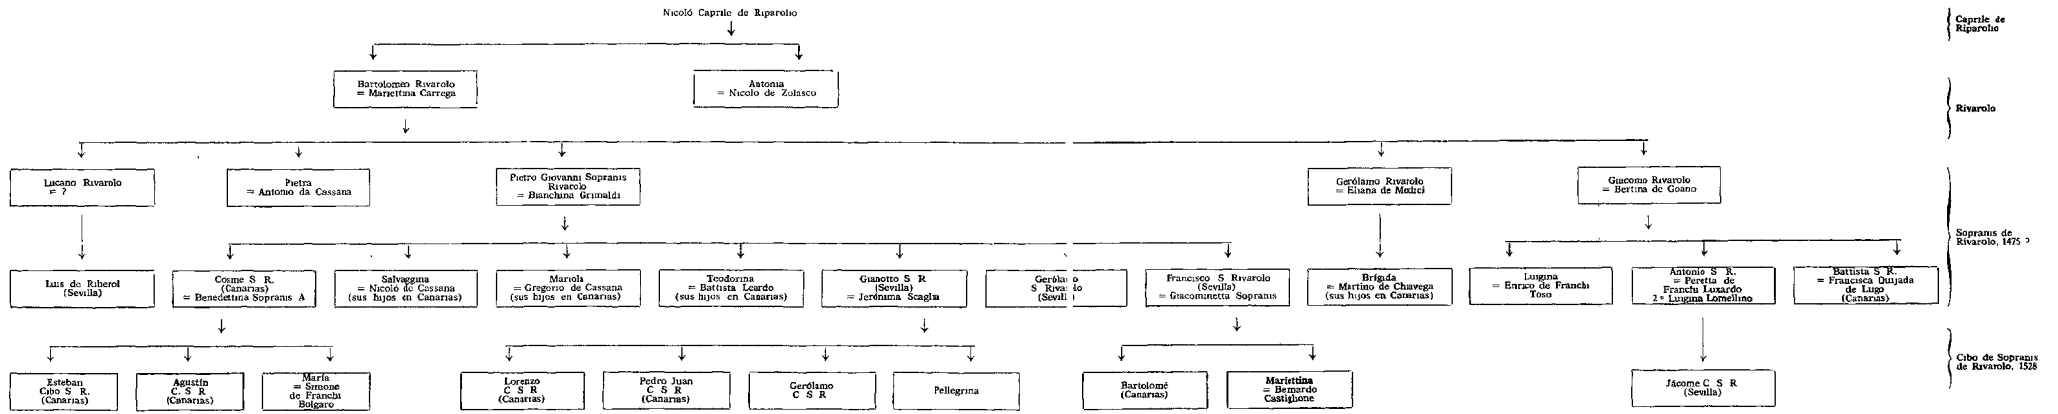 Nicoló Caprile de Riparolio
Caprile de
Riparolio
Bartolomeo Rivarolo
= Mariettina Carrega
Antonia
= Nicolo de Zolasco
Rivarolo
Lucano Rivarolo
= ?
Pietra
= Antonio da Cassana
Pietro Giovanni Sopranis
Rivarolo
= Bianchina Grimaldi
Gerólamo Rivarolo
= Eliana de Medici
Giacomo Rivarolo
= Bertina de Goano
Sopranis de
Rivarolo, 1475 ?
Luis de Riberol
(Sevilla)
Cosme S R.
(Canarias)
= Benedettina Sopranis A
Salvaggina
= Nicoló de Cassana
(sus hijos en Canarias)
Mariola
= Gregorio de Cassana
(sus hijos en Canarias)
Teodorina
= Battista Leardo
(sus hijos en Canarias)
Gianotto S R
(Sevilla)
= Jerónima Scaglia
Gerólamo
S Rivarolo
(Sevilla)
Francisco S Rivarolo
(Sevilla)
= Giacominetta Sopranis
Brígida
= Martino de Chavega
(sus hijos en Canarias)
Luigina
= Enrico de Franchi
Toso
Antonio S R.
= Peretta de
Franchi Luxardo
2.º Luigina Lomellino
Battista S R.
= Francisca Quijada
de Lugo
(Canarias)
Esteban
Cibo S R.
(Canarias)
Agustín
C. S R
(Canarias)
María
= Simone
de Franchi
Bolgaro
Lorenzo
C S R
(Canarias)
Pedro Juan
C S R
(Canarias)
Gerólamo
C S R
Pellegrina
Bartolomé
(Canarias)
Mariettina
= Bernardo
Castiglione
Jácome C S R
(Sevilla)
Cibo de Sopranis
de Rivarolo, 1528